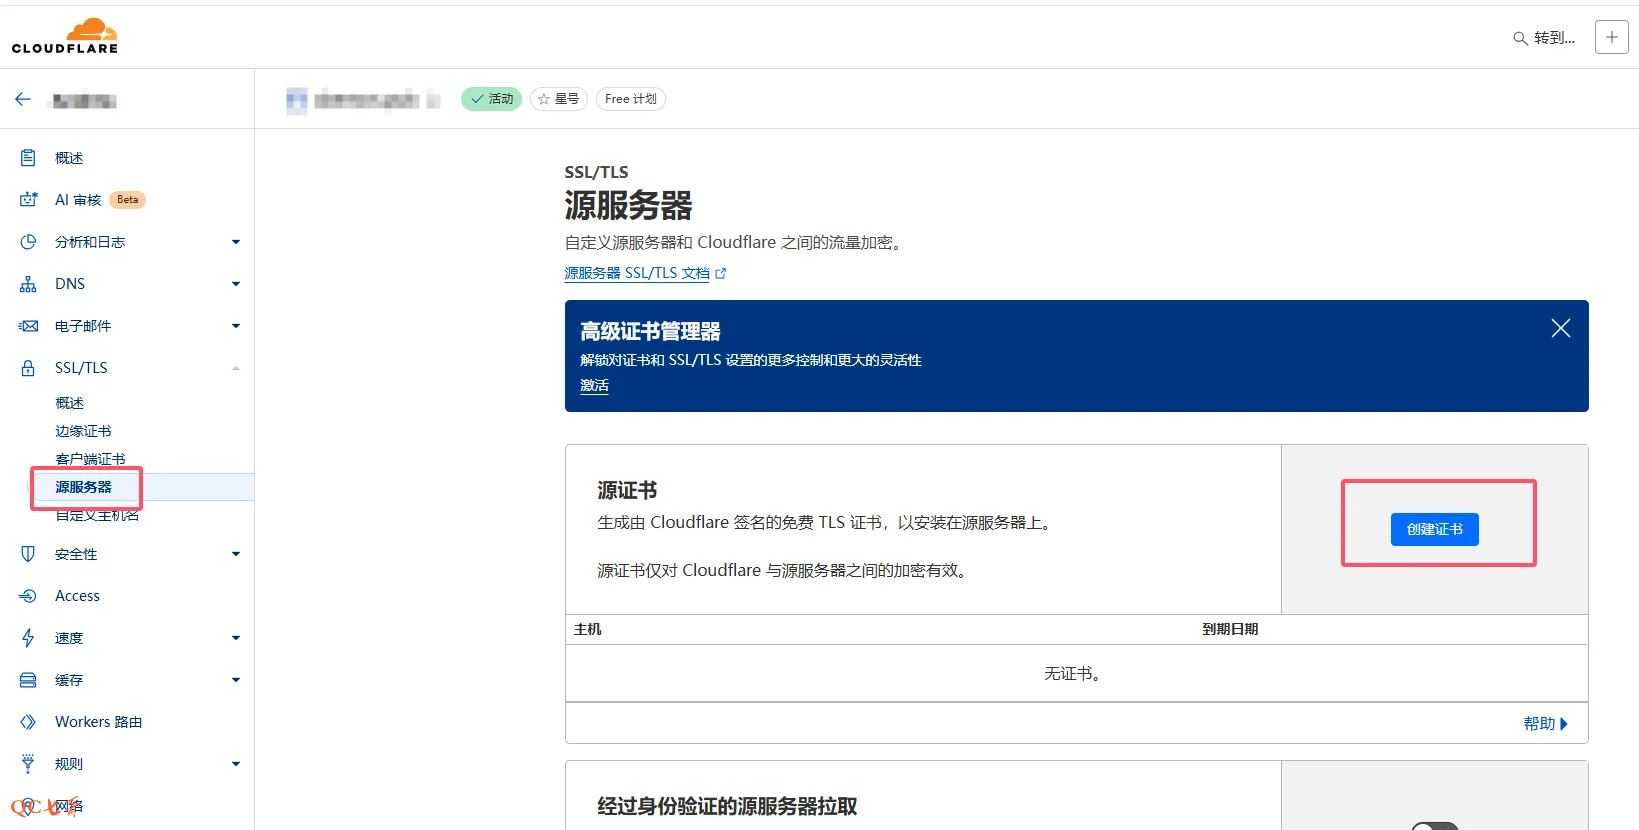 CLOUDFLARE
转到...
活动
星号
Free 计划
概述
AI 审核 Beta
分析和日志
DNS
电子邮件
SSL/TLS
概述
边缘证书
客户端证书
源服务器
自定义主机名
安全性
Access
速度
缓存
Workers 路由
规则
网络
SSL/TLS
源服务器
自定义源服务器和 Cloudflare 之间的流量加密。
源服务器 SSL/TLS 文档
高级证书管理器
解锁对证书和 SSL/TLS 设置的更多控制和更大的灵活性
激活
源证书
生成由 Cloudflare 签名的免费 TLS 证书，以安装在源服务器上。
源证书仅对 Cloudflare 与源服务器之间的加密有效。
创建证书
主机 到期日期
无证书。
帮助
经过身份验证的源服务器拉取